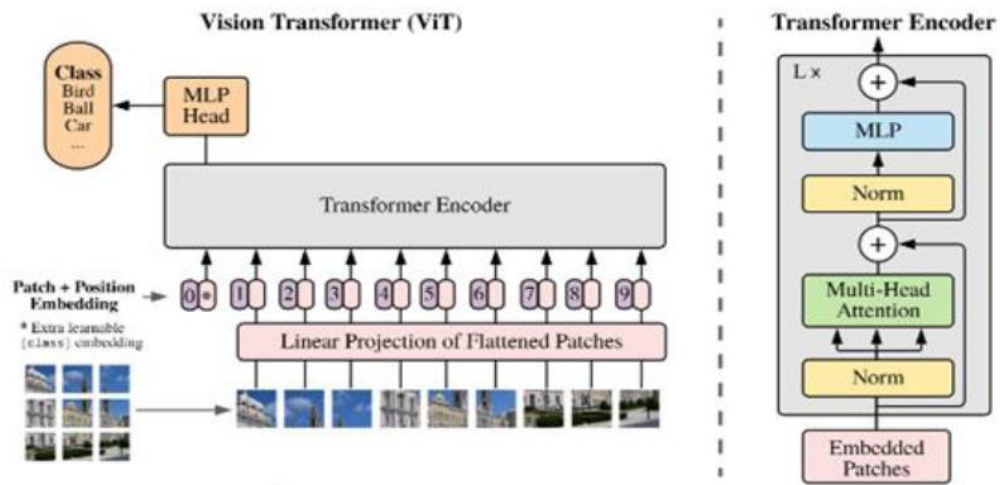 Vision Transformer (ViT)
Class
Bird
Ball
Car
...
MLP
Head
Transformer Encoder
Patch + Position
Embedding
0 * 1 2 3 4 5 6 7 8 9
* Extra learnable
[class] embedding
Linear Projection of Flattened Patches
Transformer Encoder
L ×
+
MLP
Norm
+
Multi-Head
Attention
Norm
Embedded
Patches